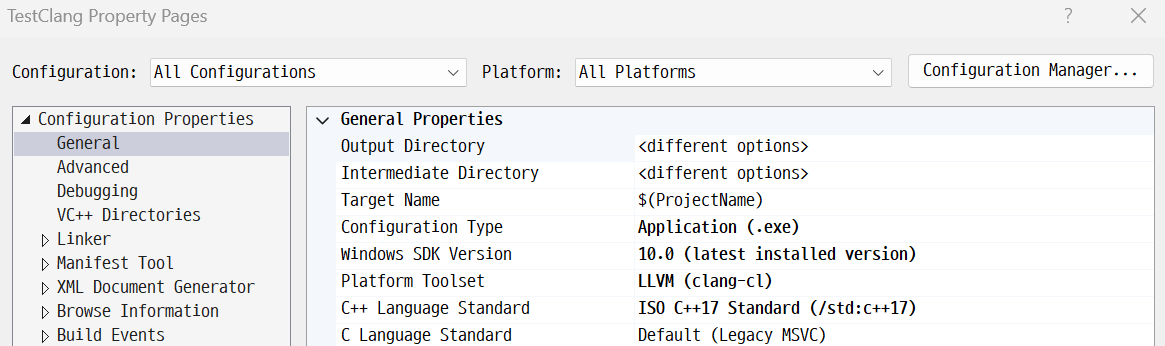 TestClang Property Pages
Configuration: All Configurations Platform: All Platforms Configuration Manager...
Configuration Properties
General
Advanced
Debugging
VC++ Directories
Linker
Manifest Tool
XML Document Generator
Browse Information
Build Events
General Properties
Output Directory <different options>
Intermediate Directory <different options>
Target Name $(ProjectName)
Configuration Type Application (.exe)
Windows SDK Version 10.0 (latest installed version)
Platform Toolset LLVM (clang-cl)
C++ Language Standard ISO C++17 Standard (/std:c++17)
C Language Standard Default (Legacy MSVC)